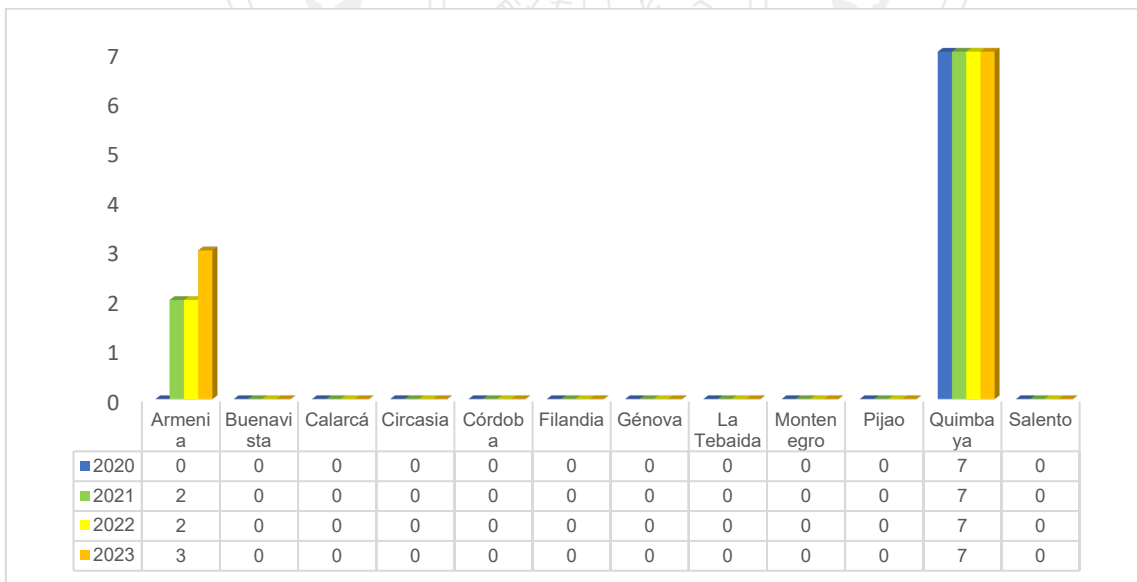 7
6
5
4
3
2
1
0
Armeni
a
Buenavi
sta
Calarcá
Circasia
Córdob
a
Filandia
Génova
La
Tebaida
Monten
egro
Pijao
Quimba
ya
Salento
2020 0 0 0 0 0 0 0 0 0 0 7 0
2021 2 0 0 0 0 0 0 0 0 0 7 0
2022 2 0 0 0 0 0 0 0 0 0 7 0
2023 3 0 0 0 0 0 0 0 0 0 7 0